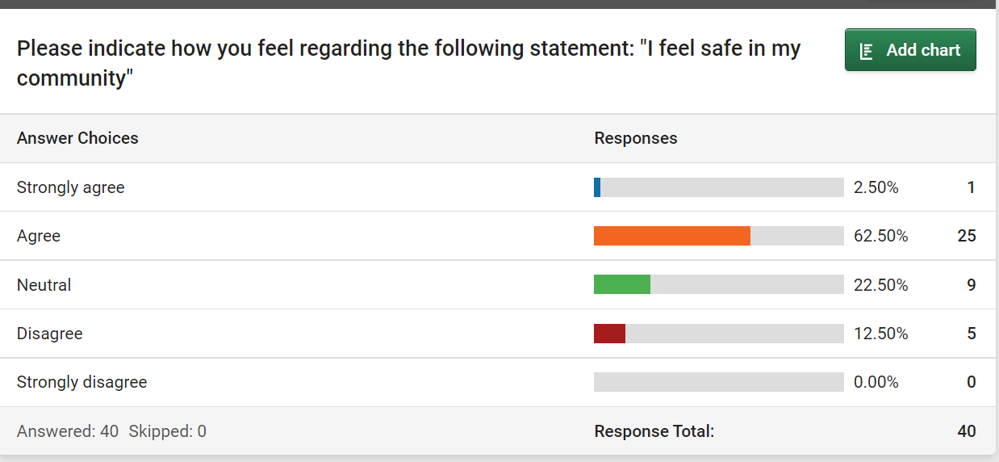 Please indicate how you feel regarding the following statement: "I feel safe in my
community"
Add chart
Answer Choices Responses
Strongly agree 2.50% 1
Agree 62.50% 25
Neutral 22.50% 9
Disagree 12.50% 5
Strongly disagree 0.00% 0
Answered: 40 Skipped: 0 Response Total: 40